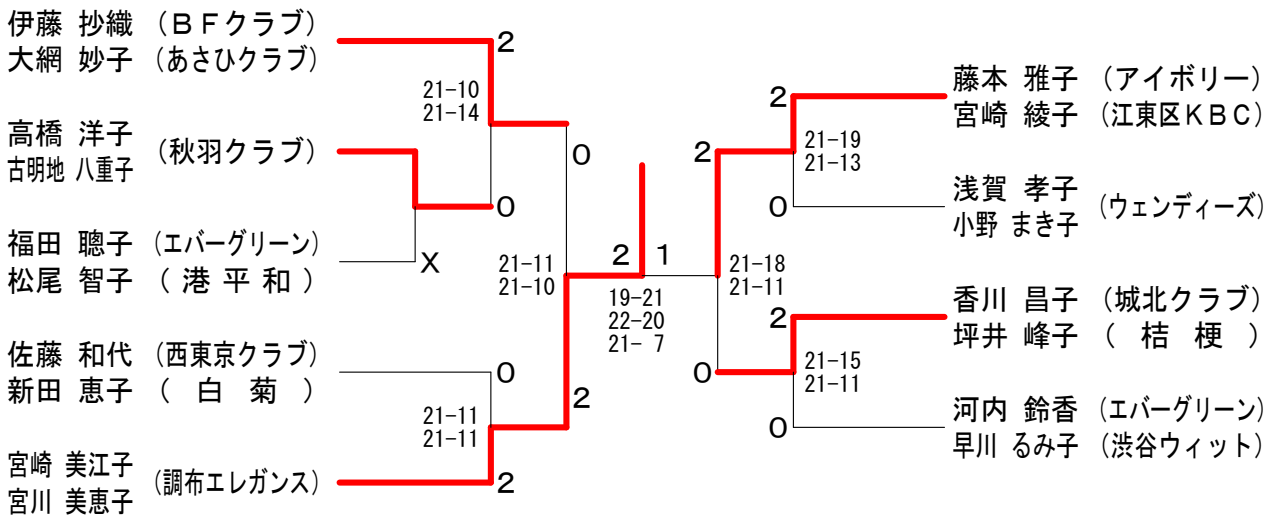 伊藤 抄織 (ＢＦクラブ)
大網 妙子 (あさひクラブ)
2
21-10
21-14
高橋 洋子
古明地 八重子
(秋羽クラブ)
0
0
福田 聰子 (エバーグリーン)
松尾 智子 ( 港 平 和 )
X
21-11
21-10
佐藤 和代 (西東京クラブ)
新田 恵子 ( 白 菊 )
0
21-11
21-11
2
宮崎 美江子
宮川 美恵子
(調布エレガンス)
2
2 1
19-21
22-20
21- 7
藤本 雅子 (アイボリー)
宮崎 綾子 (江東区ＫＢＣ)
2
21-19
21-13
2
浅賀 孝子
小野 まき子
(ウェンディーズ)
0
21-18
21-11
香川 昌子 (城北クラブ)
坪井 峰子 ( 桔 梗 )
2
21-15
21-11
0
河内 鈴香 (エバーグリーン)
早川 るみ子 (渋谷ウィット)
0